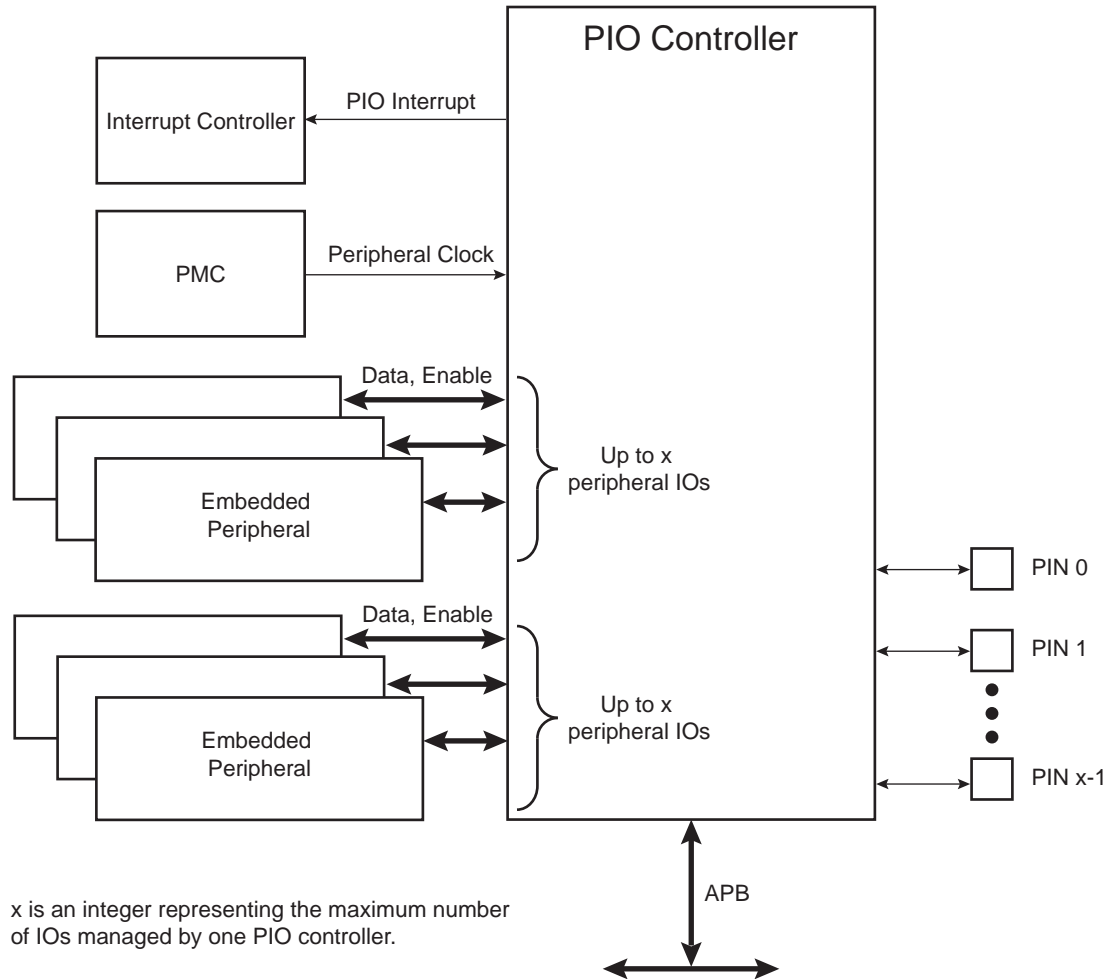 PIO Controller
PIO Interrupt
Interrupt Controller
Peripheral Clock
PMC
Data, Enable
Up to x
peripheral IOs
Embedded
Peripheral
PIN 0
Data, Enable
PIN 1
Up to x
peripheral IOs
Embedded
Peripheral
PIN x-1
APB
x is an integer representing the maximum number
of IOs managed by one PIO controller.